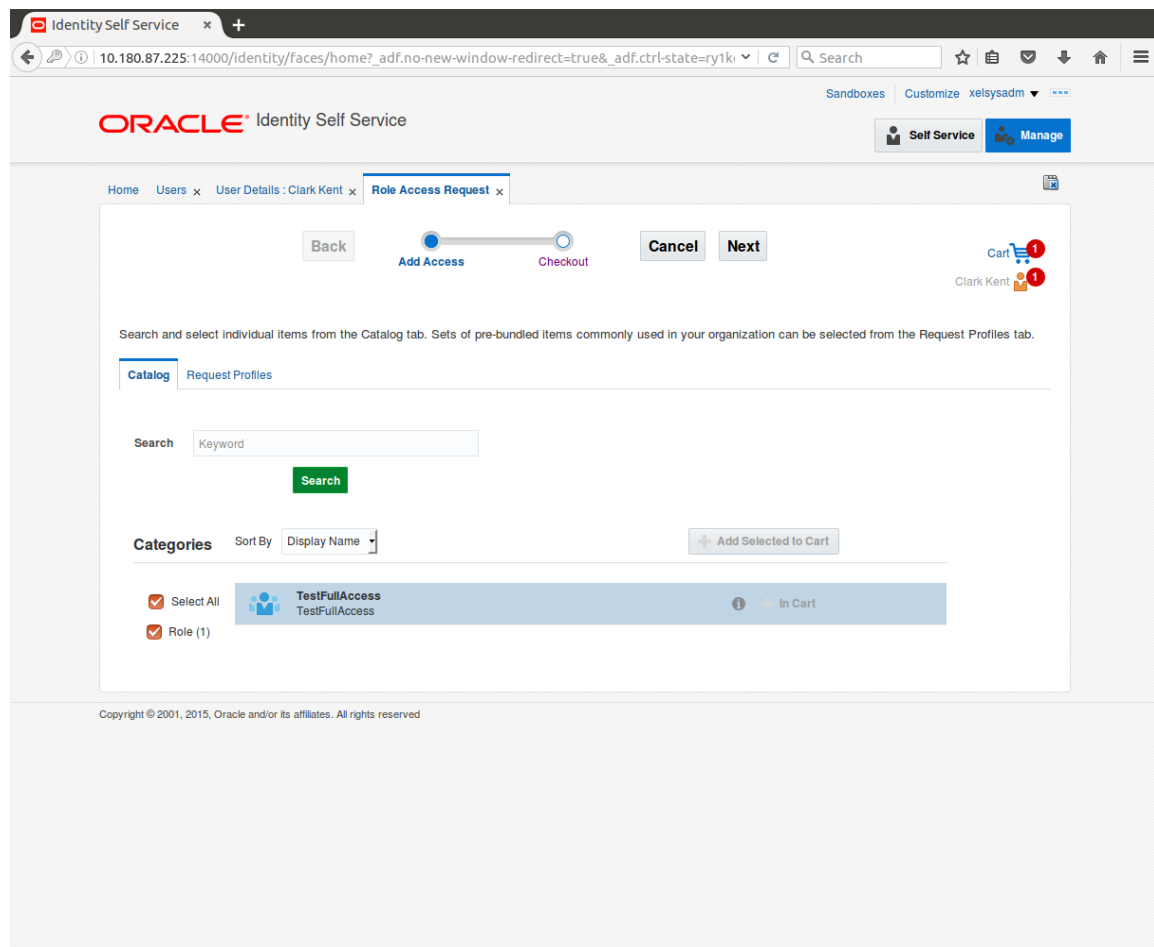 Identity Self Service
10.180.87.225:14000/identity/faces/home?_adf.no-new-window-redirect=true&_adf.ctrl-state=ry1k
Search
Sandboxes Customize xelsysadm
ORACLE Identity Self Service
Self Service Manage
Home Users x User Details : Clark Kent x Role Access Request x
Back Cancel Next
Add Access Checkout
Cart 1
Clark Kent 1
Search and select individual items from the Catalog tab. Sets of pre-bundled items commonly used in your organization can be selected from the Request Profiles tab.
Catalog Request Profiles
Search Keyword
Search
Categories Sort By Display Name Add Selected to Cart
Select All TestFullAccess In Cart
TestFullAccess
Role (1)
Copyright © 2001, 2015, Oracle and/or its affiliates. All rights reserved